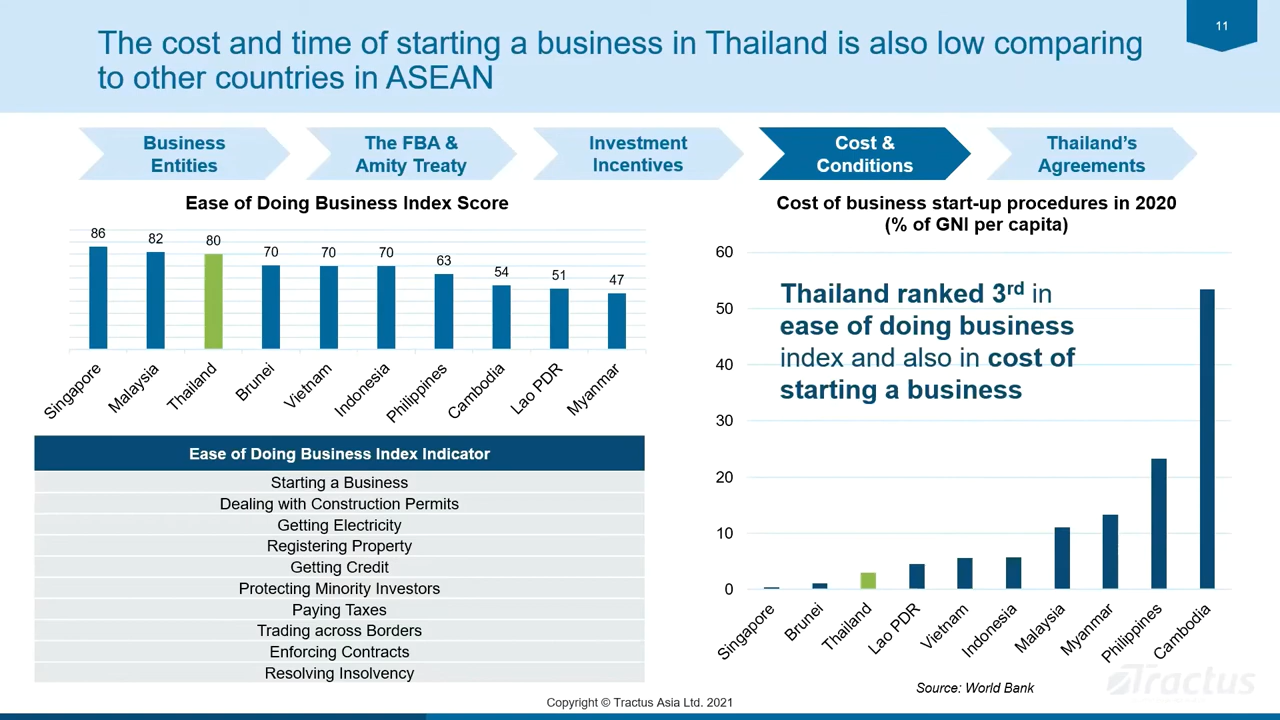 11
The cost and time of starting a business in Thailand is also low comparing
to other countries in ASEAN
Business
Entities
The FBA &
Amity Treaty
Investment
Incentives
Cost &
Conditions
Thailand's
Agreements
Ease of Doing Business Index Score
86
82
80
70
70
70
63
54
51
47
Singapore
Malaysia
Thailand
Brunei
Vietnam
Indonesia
Philippines
Cambodia
Lao PDR
Myanmar
Ease of Doing Business Index Indicator
Starting a Business
Dealing with Construction Permits
Getting Electricity
Registering Property
Getting Credit
Protecting Minority Investors
Paying Taxes
Trading across Borders
Enforcing Contracts
Resolving Insolvency
Cost of business start-up procedures in 2020
(% of GNI per capita)
60
50
40
30
20
10
0
Thailand ranked 3rd in
ease of doing business
index and also in cost of
starting a business
Singapore
Brunei
Thailand
Lao PDR
Vietnam
Indonesia
Malaysia
Myanmar
Philippines
Cambodia
Source: World Bank
Tractus
Copyright © Tractus Asia Ltd. 2021